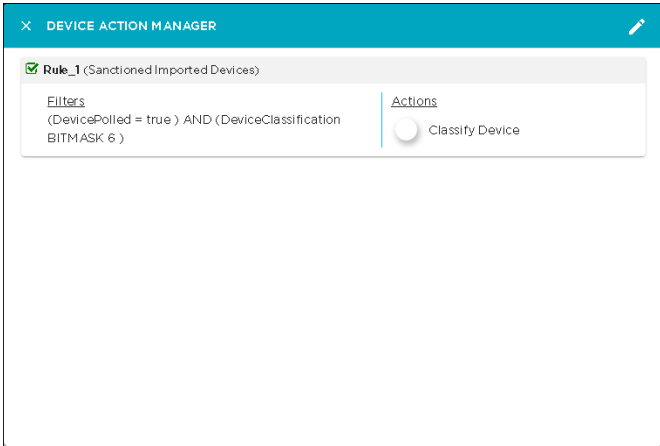 DEVICE ACTION MANAGER
Rule_1 (Sanctioned Imported Devices)
Filters
(DevicePolled = true ) AND (DeviceClassification
BITMASK 6 )
Actions
Classify Device